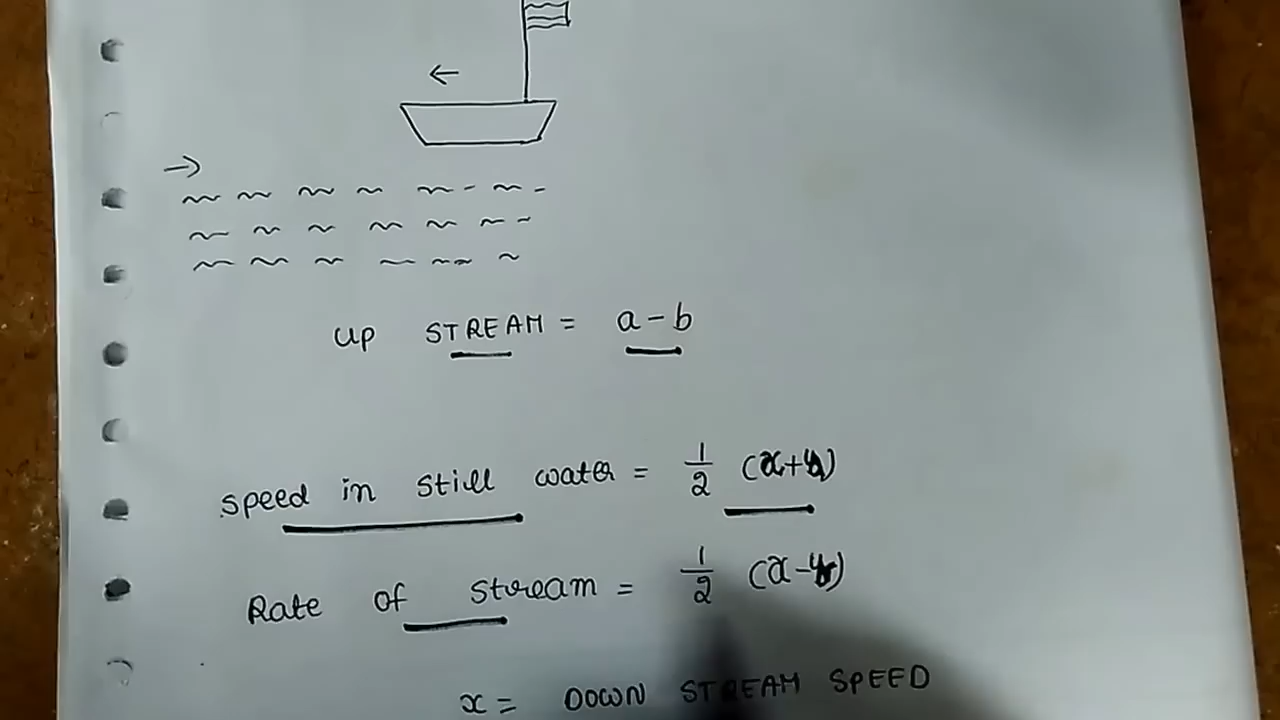 up STREAM = a-b
speed in still water = 1/2 (x+y)
Rate of stream = 1/2 (x-y)
x = DOWN STREAM SPEED